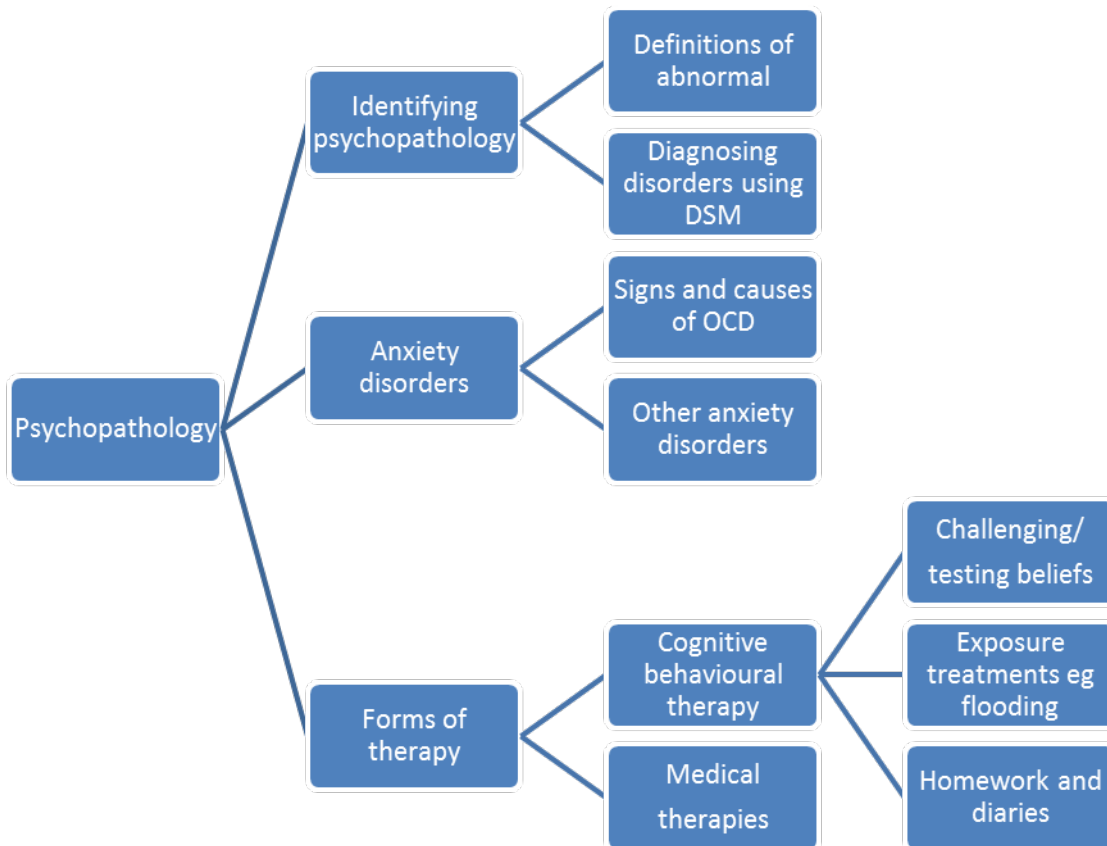 Psychopathology
Identifying
psychopathology
Definitions of
abnormal
Diagnosing
disorders using
DSM
Anxiety
disorders
Signs and causes
of OCD
Other anxiety
disorders
Forms of
therapy
Cognitive
behavioural
therapy
Challenging/
testing beliefs
Exposure
treatments eg
flooding
Homework and
diaries
Medical
therapies